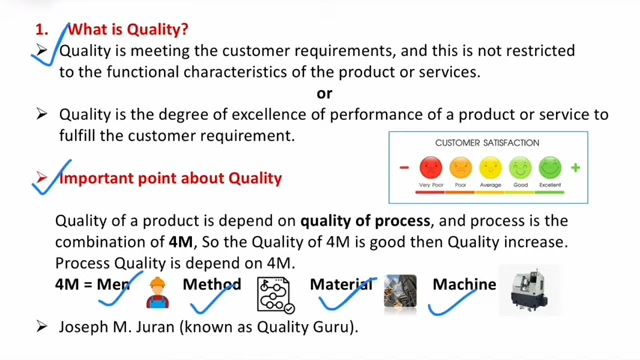 1. What is Quality?
➢ Quality is meeting the customer requirements, and this is not restricted
to the functional characteristics of the product or services.
or
➢ Quality is the degree of excellence of performance of a product or service to
fulfill the customer requirement.
CUSTOMER SATISFACTION
− +
Very Poor Poor Average Good Excellent
➢ Important point about Quality
Quality of a product is depend on quality of process, and process is the
combination of 4M, So the Quality of 4M is good then Quality increase.
Process Quality is depend on 4M.
4M = Men Method Material Machine
➢ Joseph M. Juran (known as Quality Guru).